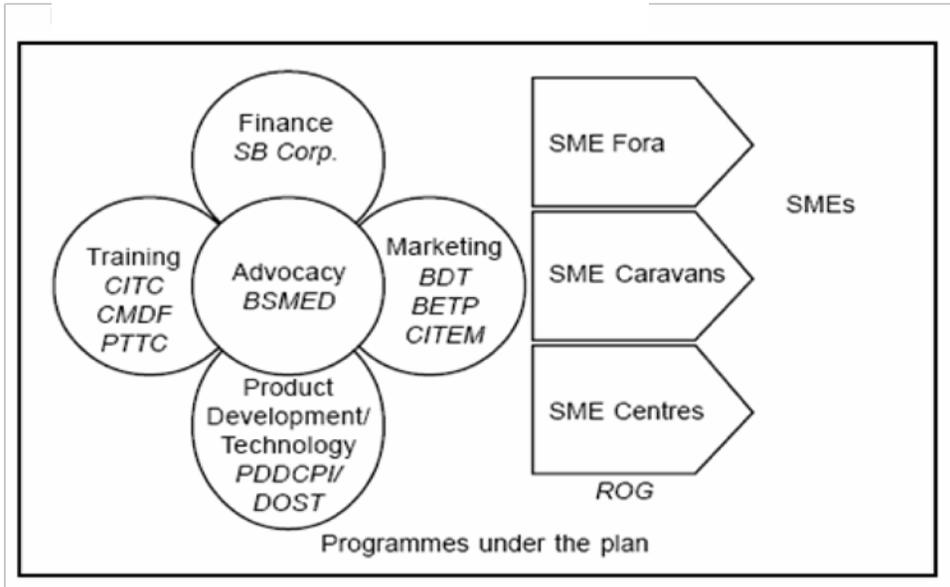 Finance
SB Corp.
Training
CITC
CMDF
PTTC
Advocacy
BSMED
Marketing
BDT
BETP
CITEM
Product
Development/
Technology
PDDCPI/
DOST
SME Fora
SME Caravans
SME Centres
ROG
SMEs
Programmes under the plan